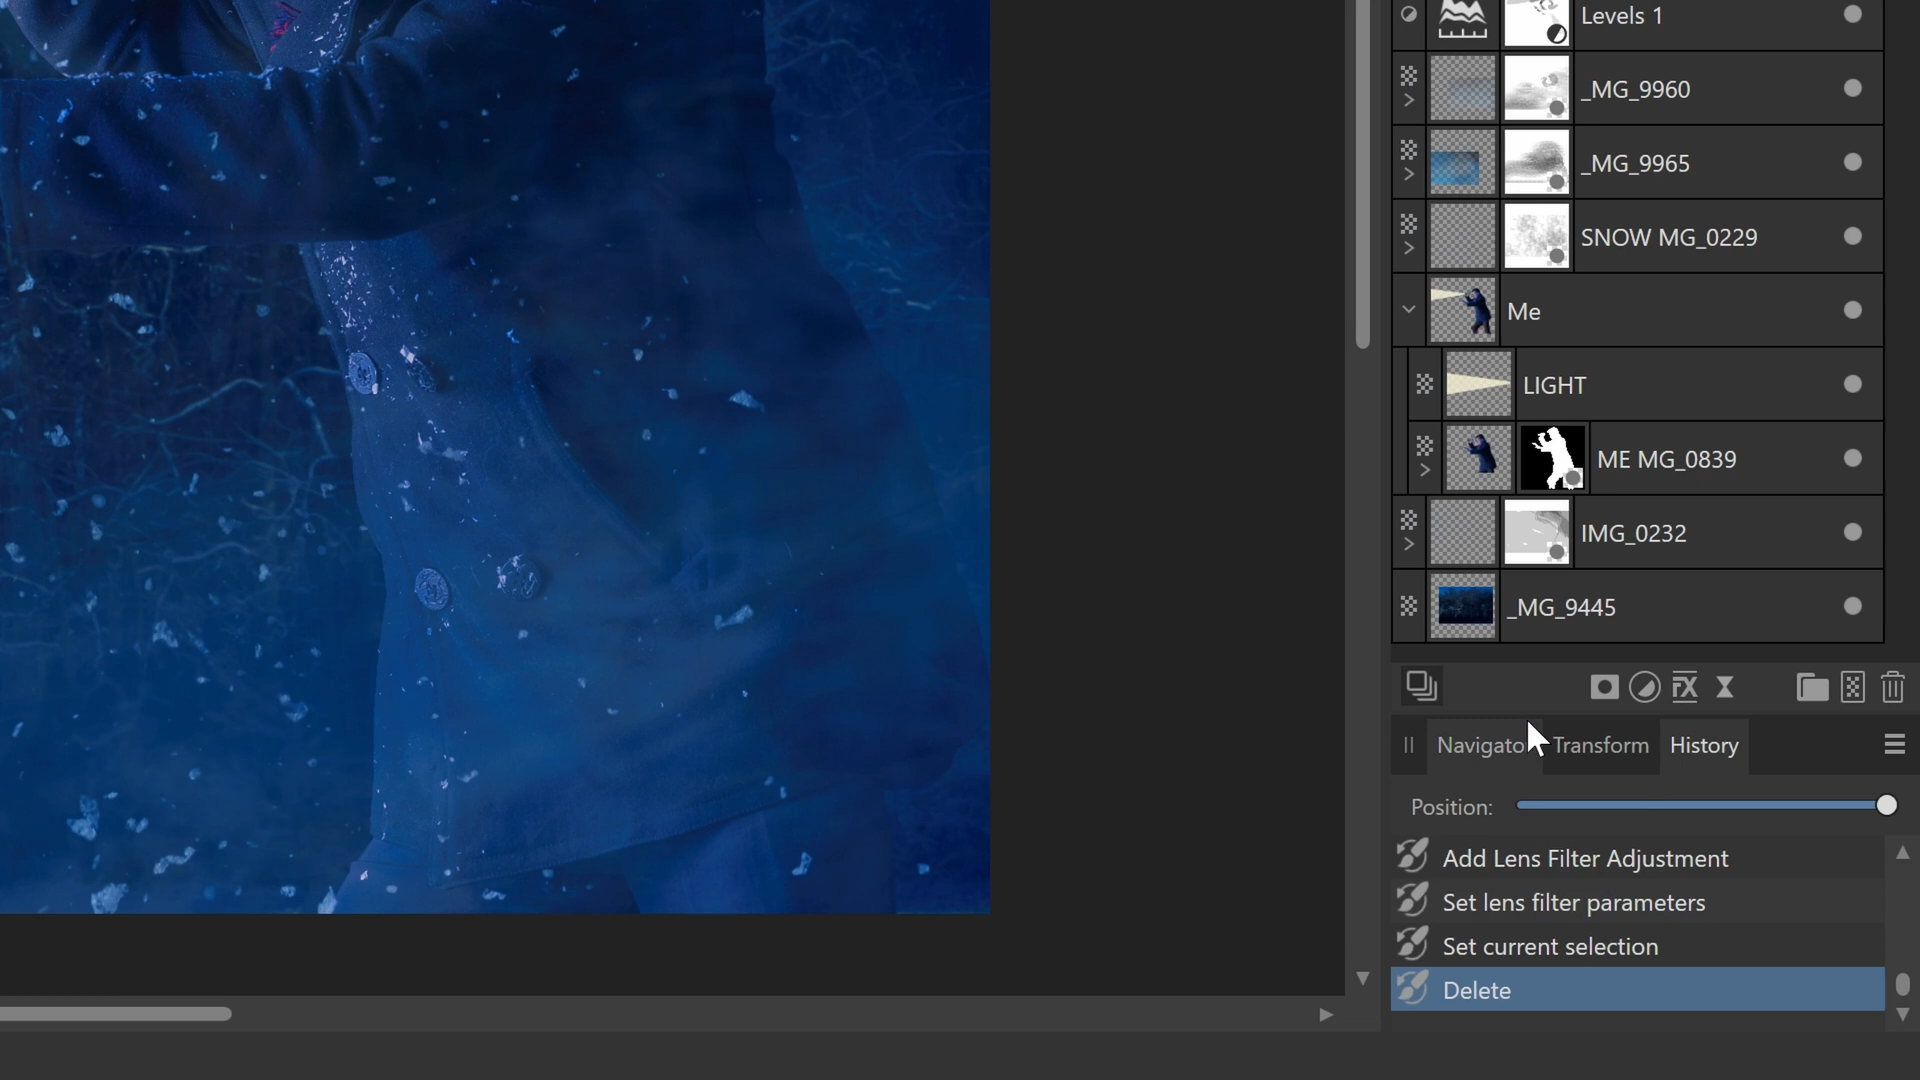 Levels 1
_MG_9960
_MG_9965
SNOW MG_0229
Me
LIGHT
ME MG_0839
IMG_0232
_MG_9445
FX
Navigato Transform History
Position:
Add Lens Filter Adjustment
Set lens filter parameters
Set current selection
Delete